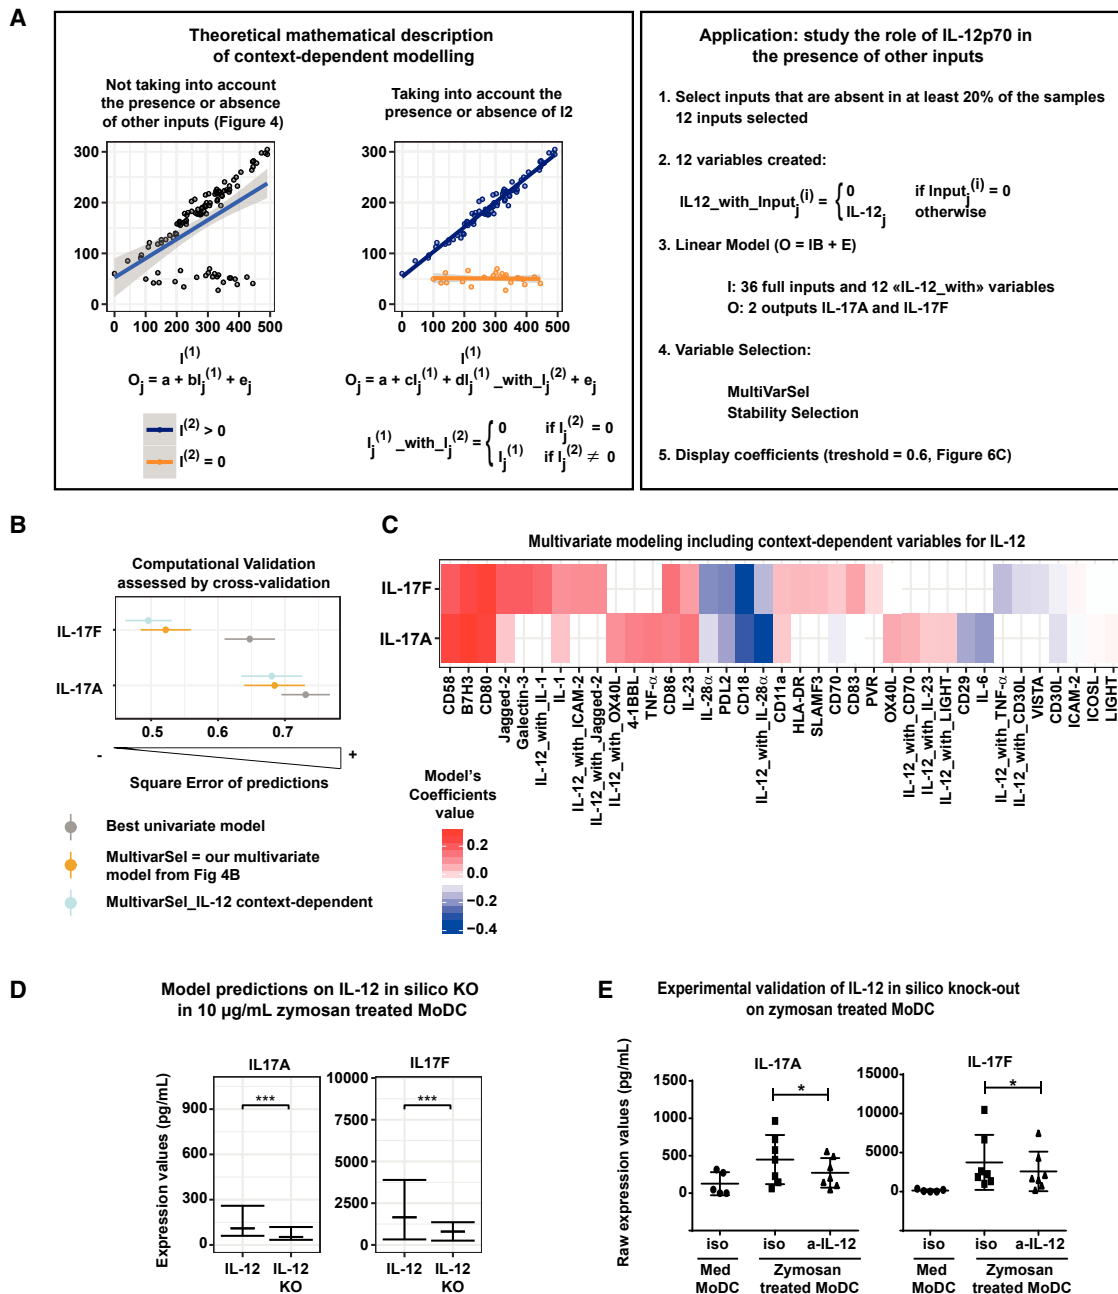 A
Theoretical mathematical description
of context-dependent modelling
Not taking into account
the presence or absence
of other inputs (Figure 4)
Taking into account the
presence or absence of I2
300
200
100
0
0 100 200 300 400 500
I(1)
O_j = a + bI_j^(1) + e_j
I^(2) > 0
I^(2) = 0
300
200
100
0
0 100 200 300 400 500
I(1)
O_j = a + cI_j^(1) + dI_j^(1) _with_I_j^(2) + e_j
I_j^(1) _with_I_j^(2) = { 0 if I_j^(2) = 0
I_j^(1) if I_j^(2) ≠ 0
Application: study the role of IL-12p70 in
the presence of other inputs
1. Select inputs that are absent in at least 20% of the samples
12 inputs selected
2. 12 variables created:
IL12_with_Input_j^(i) = { 0 if Input_j^(i) = 0
IL-12_j otherwise
3. Linear Model (O = IB + E)
I: 36 full inputs and 12 «IL-12_with» variables
O: 2 outputs IL-17A and IL-17F
4. Variable Selection:
MultiVarSel
Stability Selection
5. Display coefficients (treshold = 0.6, Figure 6C)
B
Computational Validation
assessed by cross-validation
IL-17F
IL-17A
0.5 0.6 0.7
- +
Square Error of predictions
Best univariate model
MultivarSel = our multivariate
model from Fig 4B
MultivarSel_IL-12 context-dependent
C
Multivariate modeling including context-dependent variables for IL-12
IL-17F
IL-17A
CD58
B7H3
CD80
Jagged-2
Galectin-3
IL-12_with_IL-1
IL-1
IL-12_with_ICAM-2
IL-12_with_Jagged-2
IL-12_with_OX40L
4-1BBL
TNF-α
CD86
IL-23
IL-28α
PDL2
CD18
IL-12_with_IL-28α
CD11a
HLA-DR
SLAMF3
CD70
CD83
PVR
OX40L
IL-12_with_CD70
IL-12_with_IL-23
IL-12_with_LIGHT
CD29
IL-6
IL-12_with_TNF-α
IL-12_with_CD30L
VISTA
CD30L
ICAM-2
ICOSL
LIGHT
Model's
Coefficients
value
0.2
0.0
−0.2
−0.4
D
Model predictions on IL-12 in silico KO
in 10 μg/mL zymosan treated MoDC
Expression values (pg/mL)
IL17A
900
300
0
***
IL-12 IL-12
KO
IL17F
10000
7500
5000
2500
0
***
IL-12 IL-12
KO
E
Experimental validation of IL-12 in silico knock-out
on zymosan treated MoDC
Raw expression values (pg/mL)
IL-17A
1500
1000
500
0
*
iso iso a-IL-12
Med
MoDC
Zymosan
treated MoDC
IL-17F
15000
10000
5000
0
*
iso iso a-IL-12
Med
MoDC
Zymosan
treated MoDC